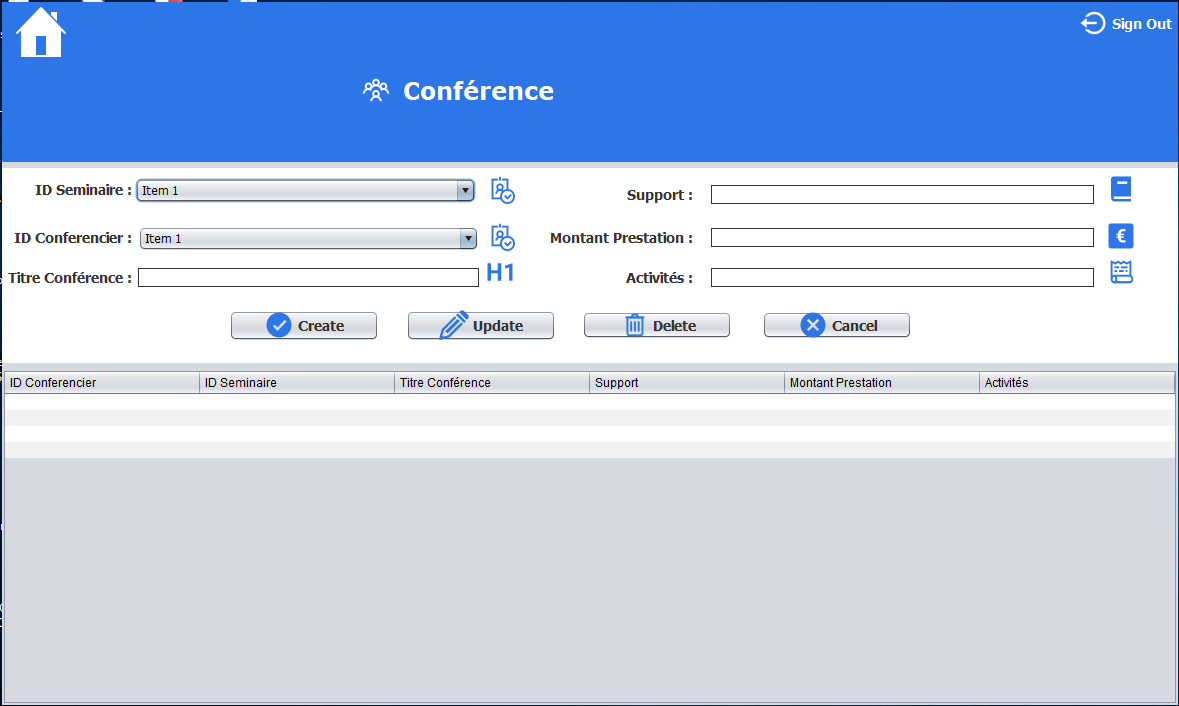 Sign Out
Conférence
ID Seminaire : Item 1
Support :
ID Conferencier : Item 1
Montant Prestation : €
Titre Conférence : H1
Activités :
Create Update Delete Cancel
ID Conferencier ID Seminaire Titre Conférence Support Montant Prestation Activités